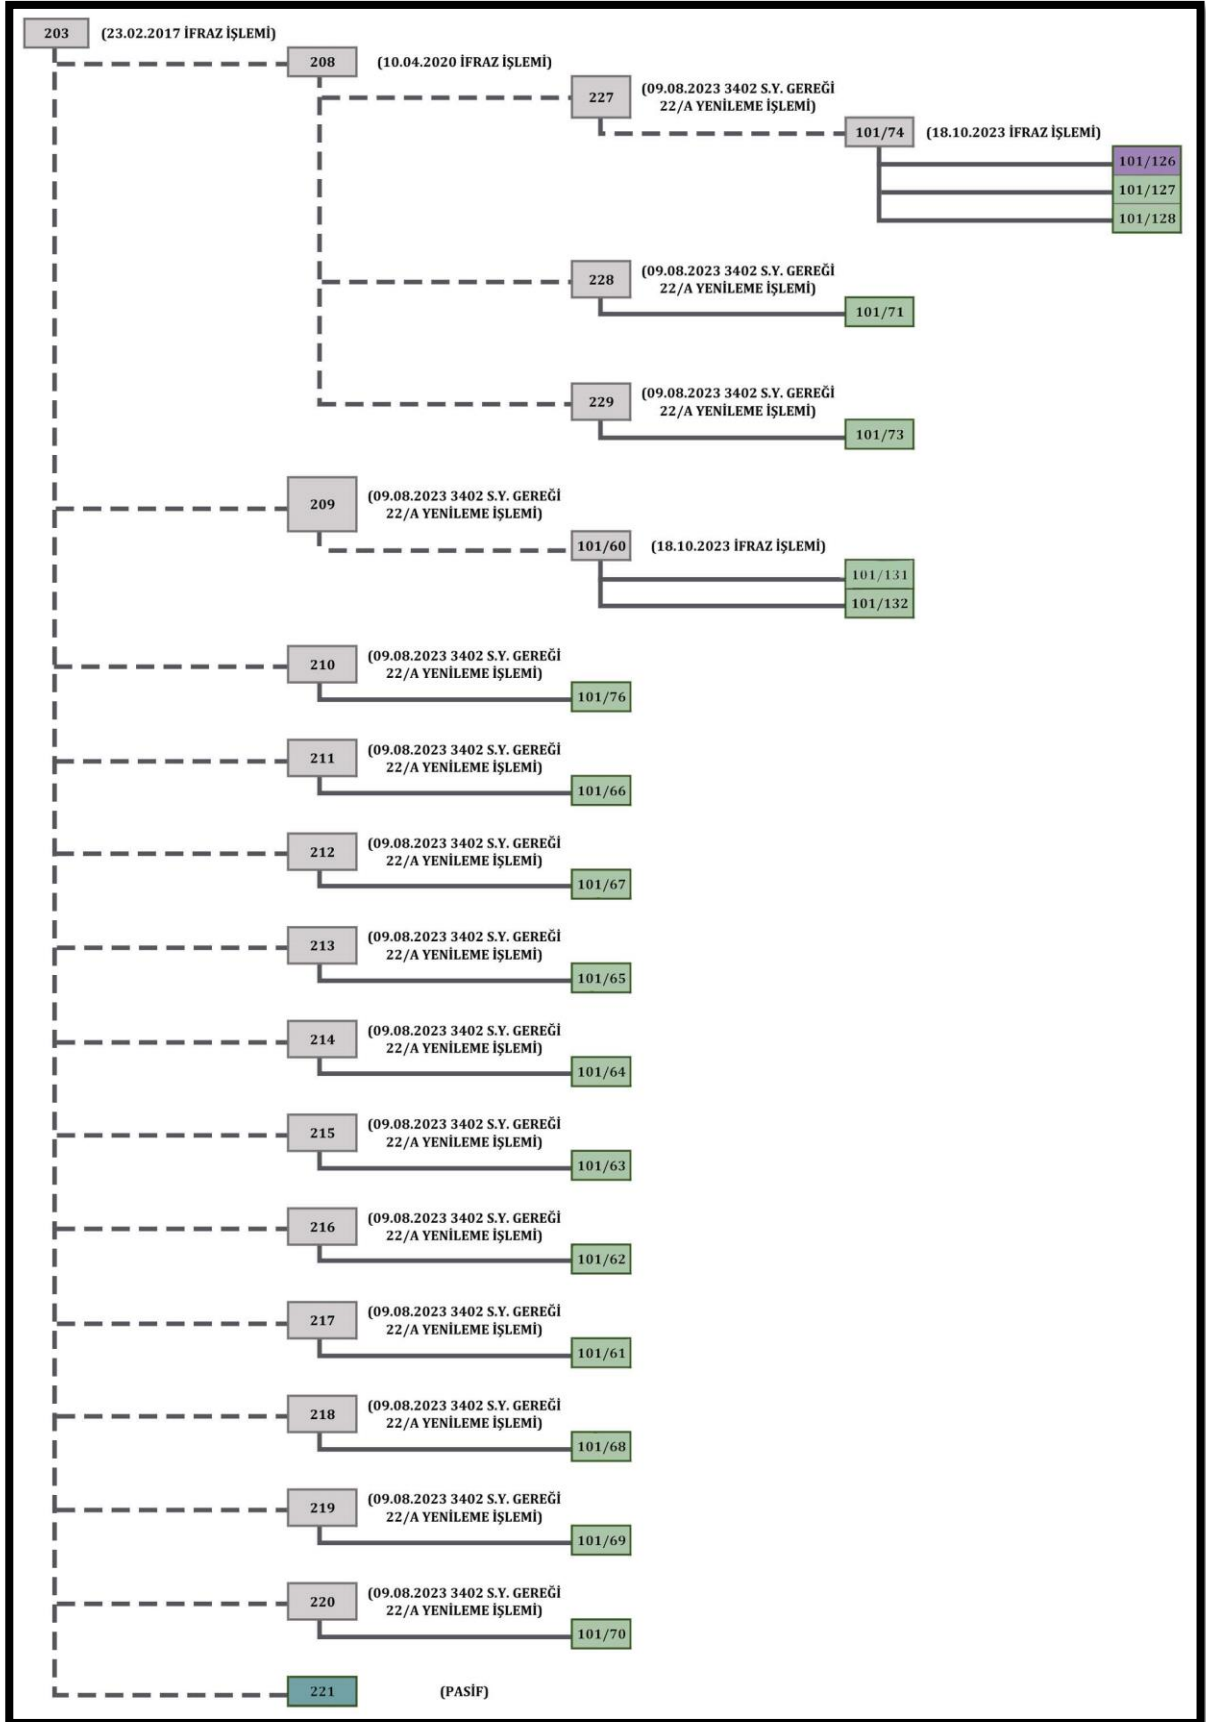 203 (23.02.2017 İFRAZ İŞLEMİ)
208 (10.04.2020 İFRAZ İŞLEMİ)
227 (09.08.2023 3402 S.Y. GEREĞİ
22/A YENİLEME İŞLEMİ)
101/74 (18.10.2023 İFRAZ İŞLEMİ)
101/126
101/127
101/128
228 (09.08.2023 3402 S.Y. GEREĞİ
22/A YENİLEME İŞLEMİ)
101/71
229 (09.08.2023 3402 S.Y. GEREĞİ
22/A YENİLEME İŞLEMİ)
101/73
209 (09.08.2023 3402 S.Y. GEREĞİ
22/A YENİLEME İŞLEMİ)
101/60 (18.10.2023 İFRAZ İŞLEMİ)
101/131
101/132
210 (09.08.2023 3402 S.Y. GEREĞİ
22/A YENİLEME İŞLEMİ)
101/76
211 (09.08.2023 3402 S.Y. GEREĞİ
22/A YENİLEME İŞLEMİ)
101/66
212 (09.08.2023 3402 S.Y. GEREĞİ
22/A YENİLEME İŞLEMİ)
101/67
213 (09.08.2023 3402 S.Y. GEREĞİ
22/A YENİLEME İŞLEMİ)
101/65
214 (09.08.2023 3402 S.Y. GEREĞİ
22/A YENİLEME İŞLEMİ)
101/64
215 (09.08.2023 3402 S.Y. GEREĞİ
22/A YENİLEME İŞLEMİ)
101/63
216 (09.08.2023 3402 S.Y. GEREĞİ
22/A YENİLEME İŞLEMİ)
101/62
217 (09.08.2023 3402 S.Y. GEREĞİ
22/A YENİLEME İŞLEMİ)
101/61
218 (09.08.2023 3402 S.Y. GEREĞİ
22/A YENİLEME İŞLEMİ)
101/68
219 (09.08.2023 3402 S.Y. GEREĞİ
22/A YENİLEME İŞLEMİ)
101/69
220 (09.08.2023 3402 S.Y. GEREĞİ
22/A YENİLEME İŞLEMİ)
101/70
221 (PASİF)